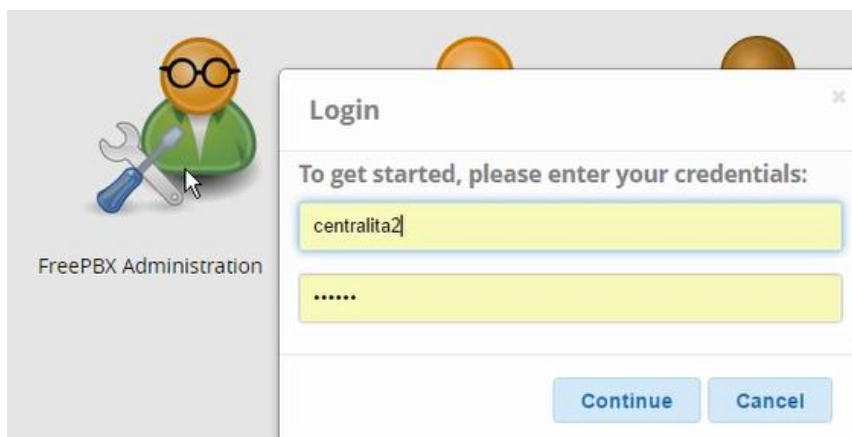 Login
To get started, please enter your credentials:
centralita2
••••••
FreePBX Administration
Continue
Cancel